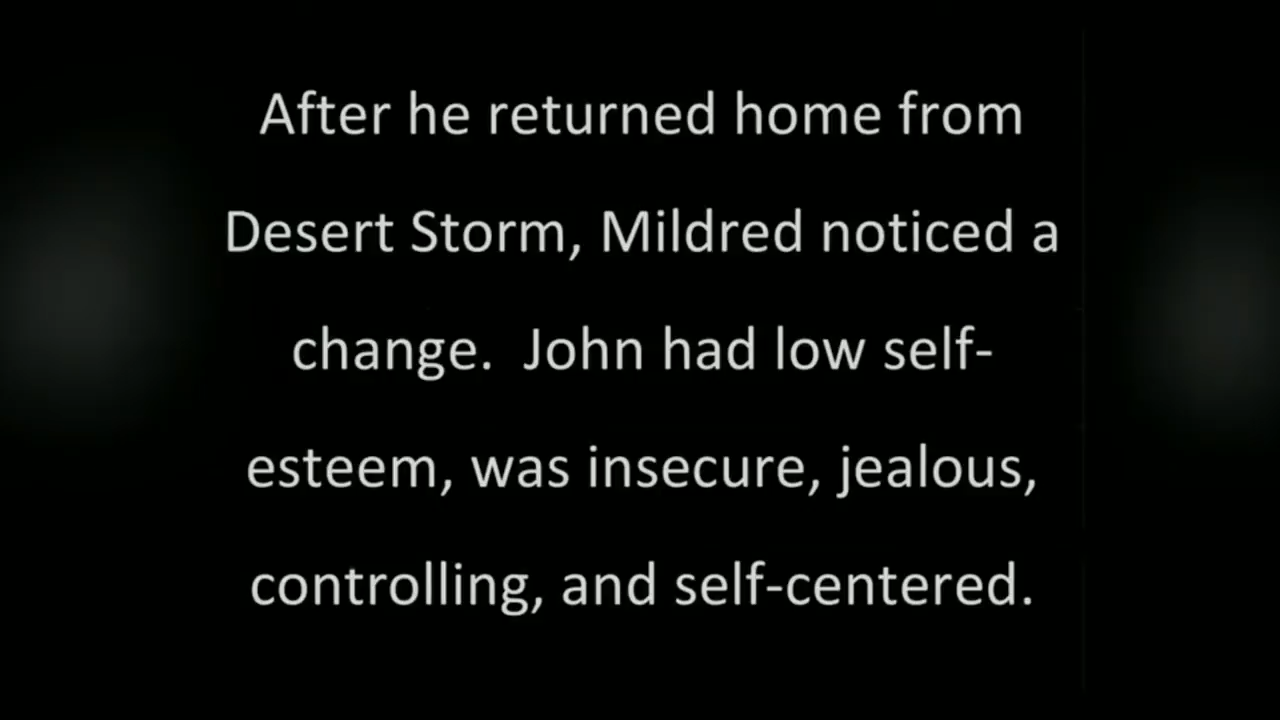 After he returned home from
Desert Storm, Mildred noticed a
change.  John had low self-
esteem, was insecure, jealous,
controlling, and self-centered.